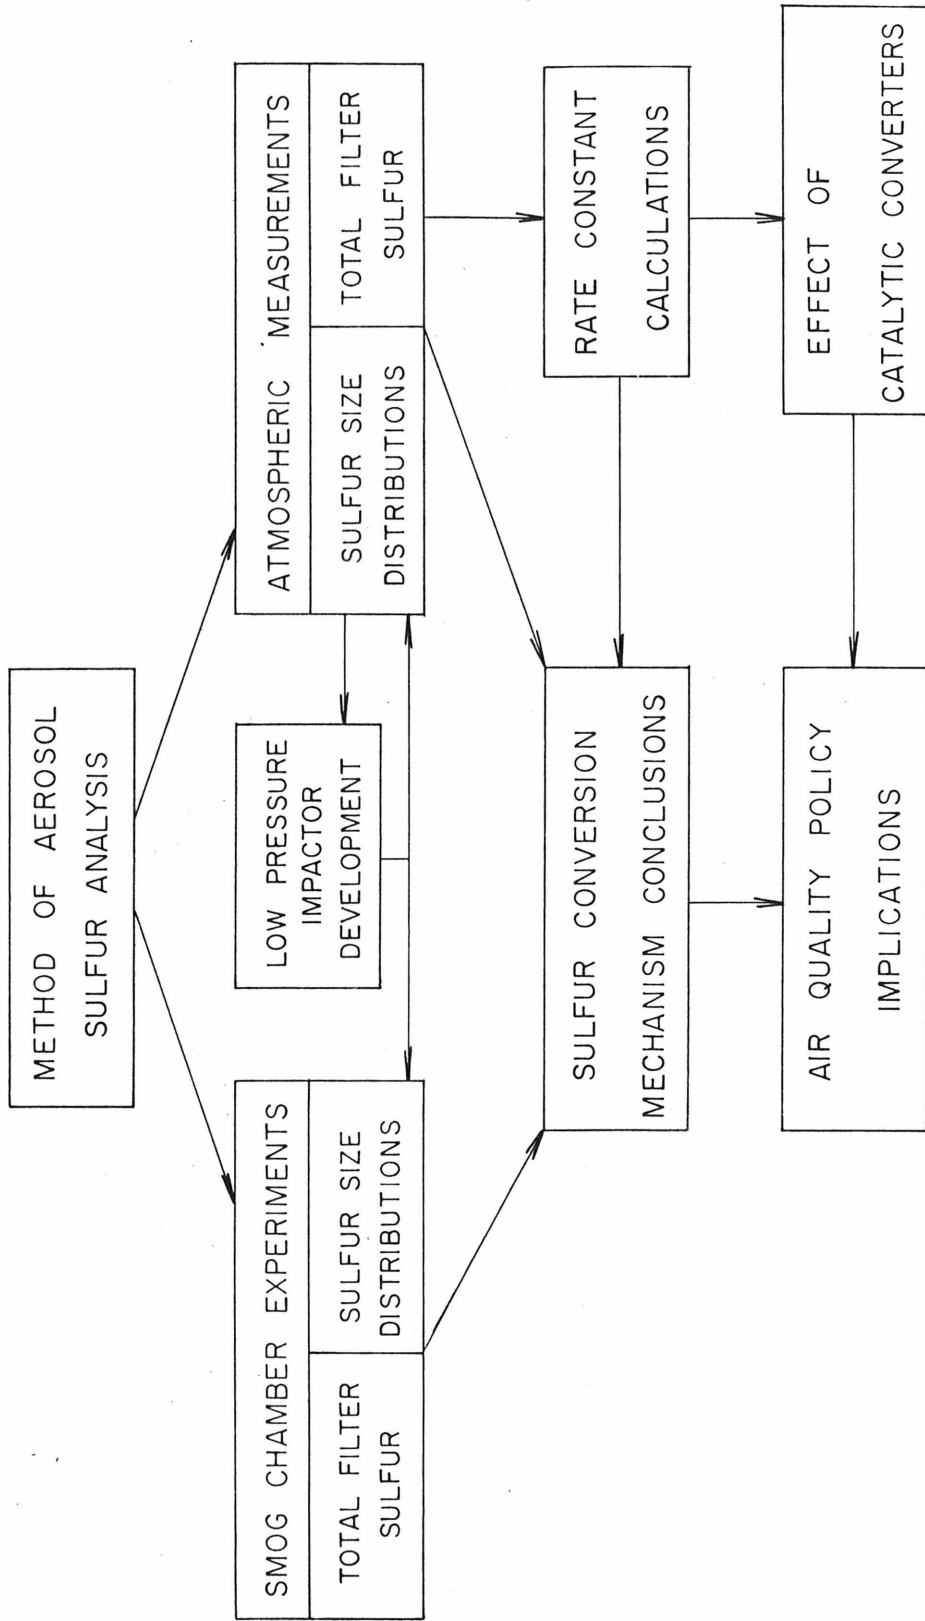 METHOD OF AEROSOL
SULFUR ANALYSIS
SMOG CHAMBER EXPERIMENTS
TOTAL FILTER
SULFUR
SULFUR SIZE
DISTRIBUTIONS
LOW PRESSURE
IMPACTOR
DEVELOPMENT
ATMOSPHERIC MEASUREMENTS
SULFUR SIZE
DISTRIBUTIONS
TOTAL FILTER
SULFUR
SULFUR CONVERSION
MECHANISM CONCLUSIONS
RATE CONSTANT
CALCULATIONS
AIR QUALITY POLICY
IMPLICATIONS
EFFECT OF
CATALYTIC CONVERTERS